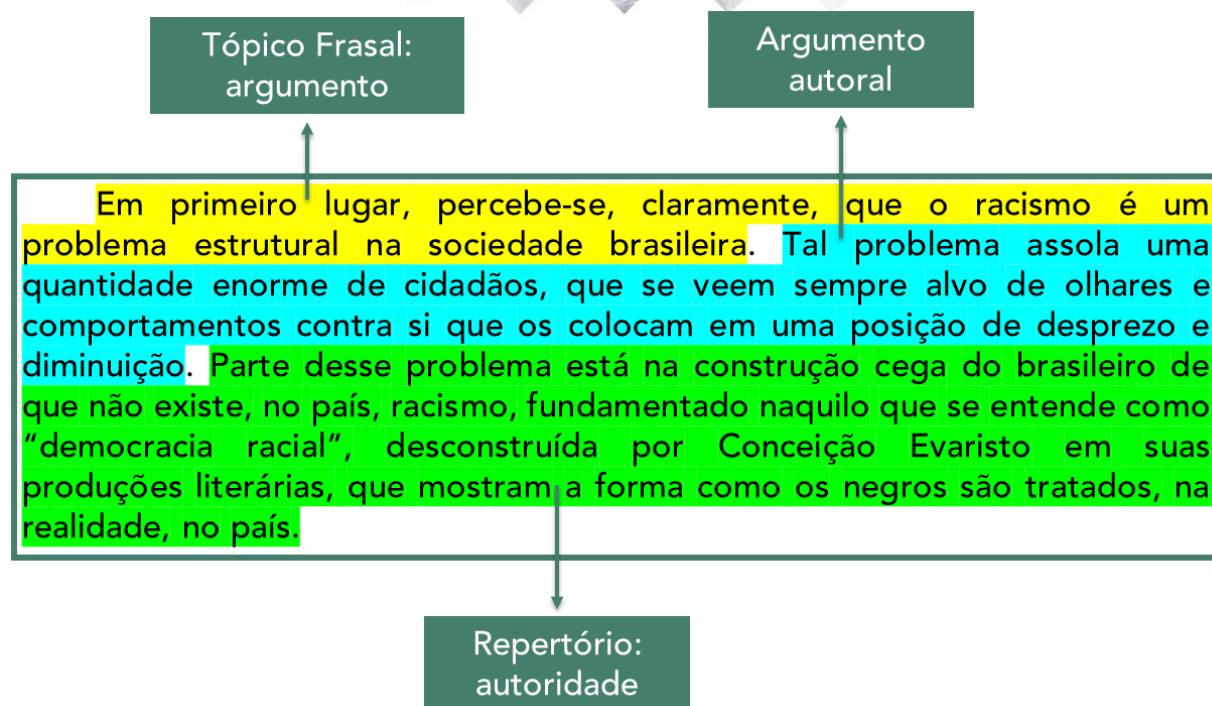 Tópico Frasal:
argumento
Argumento
autoral
Em primeiro lugar, percebe-se, claramente, que o racismo é um
problema estrutural na sociedade brasileira. Tal problema assola uma
quantidade enorme de cidadãos, que se veem sempre alvo de olhares e
comportamentos contra si que os colocam em uma posição de desprezo e
diminuição. Parte desse problema está na construção cega do brasileiro de
que não existe, no país, racismo, fundamentado naquilo que se entende como
“democracia racial”, desconstruída por Conceição Evaristo em suas
produções literárias, que mostram a forma como os negros são tratados, na
realidade, no país.
Repertório:
autoridade